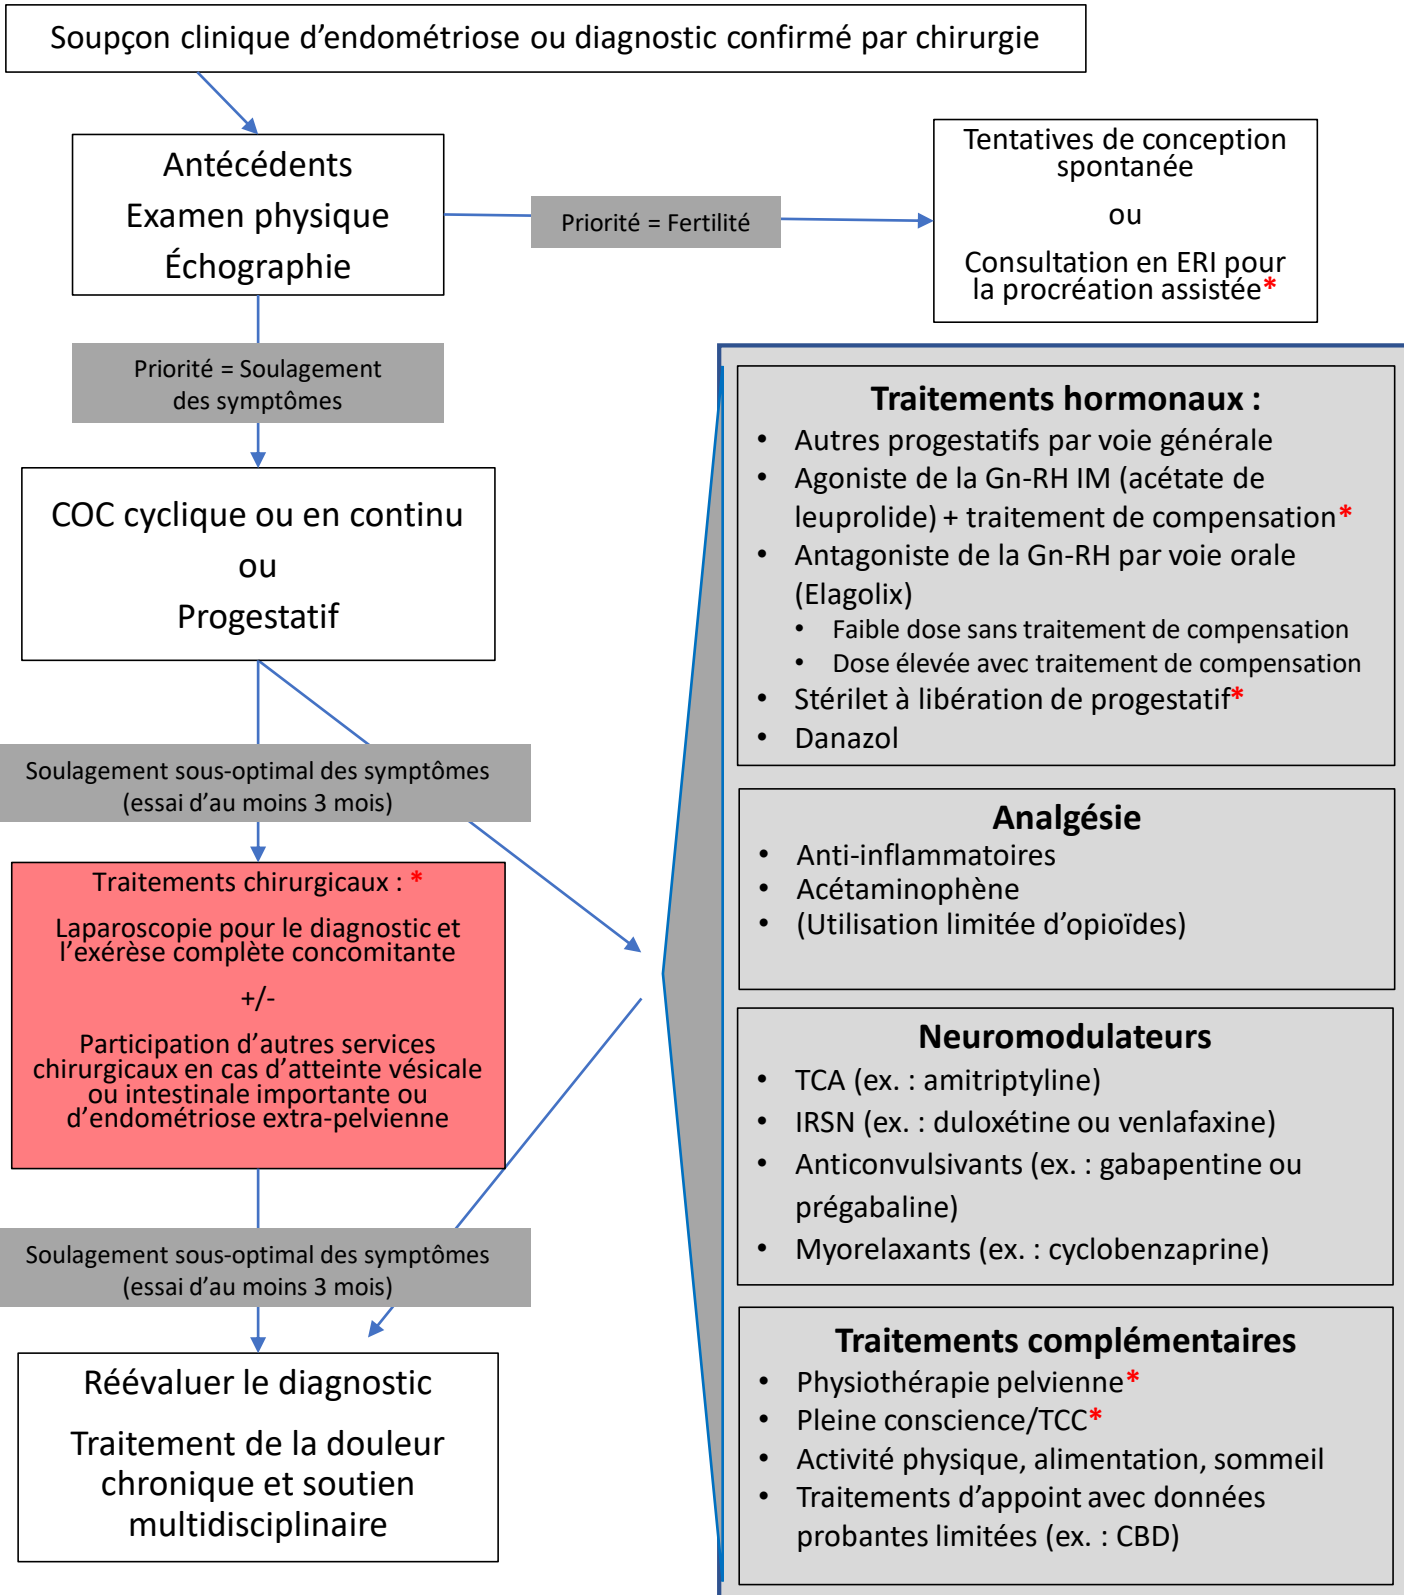 Soupçon clinique d’endométriose ou diagnostic confirmé par chirurgie
Antécédents
Examen physique
Échographie
Priorité = Fertilité
Tentatives de conception
spontanée
ou
Consultation en ERI pour
la procréation assistée*
Priorité = Soulagement
des symptômes
COC cyclique ou en continu
ou
Progestatif
Soulagement sous-optimal des symptômes
(essai d’au moins 3 mois)
Traitements chirurgicaux : *
Laparoscopie pour le diagnostic et
l’exérèse complète concomitante
+/-
Participation d’autres services
chirurgicaux en cas d’atteinte vésicale
ou intestinale importante ou
d’endométriose extra-pelvienne
Soulagement sous-optimal des symptômes
(essai d’au moins 3 mois)
Réévaluer le diagnostic
Traitement de la douleur
chronique et soutien
multidisciplinaire
Traitements hormonaux :
• Autres progestatifs par voie générale
• Agoniste de la Gn-RH IM (acétate de
leuprolide) + traitement de compensation*
• Antagoniste de la Gn-RH par voie orale
(Elagolix)
• Faible dose sans traitement de compensation
• Dose élevée avec traitement de compensation
• Stérilet à libération de progestatif*
• Danazol
Analgésie
• Anti-inflammatoires
• Acétaminophène
• (Utilisation limitée d’opioïdes)
Neuromodulateurs
• TCA (ex. : amitriptyline)
• IRSN (ex. : duloxétine ou venlafaxine)
• Anticonvulsivants (ex. : gabapentine ou
prégabaline)
• Myorelaxants (ex. : cyclobenzaprine)
Traitements complémentaires
• Physiothérapie pelvienne*
• Pleine conscience/TCC*
• Activité physique, alimentation, sommeil
• Traitements d’appoint avec données
probantes limitées (ex. : CBD)